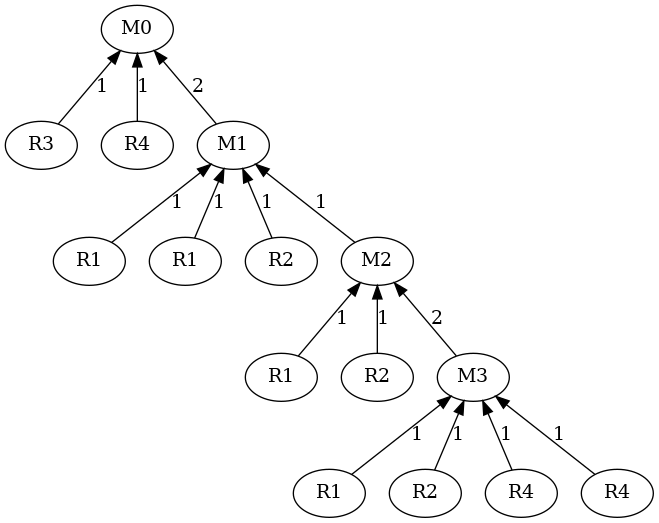 M0
1 1 2
R3 R4 M1
1 1 1 1
R1 R1 R2 M2
1 1 2
R1 R2 M3
1 1 1 1
R1 R2 R4 R4